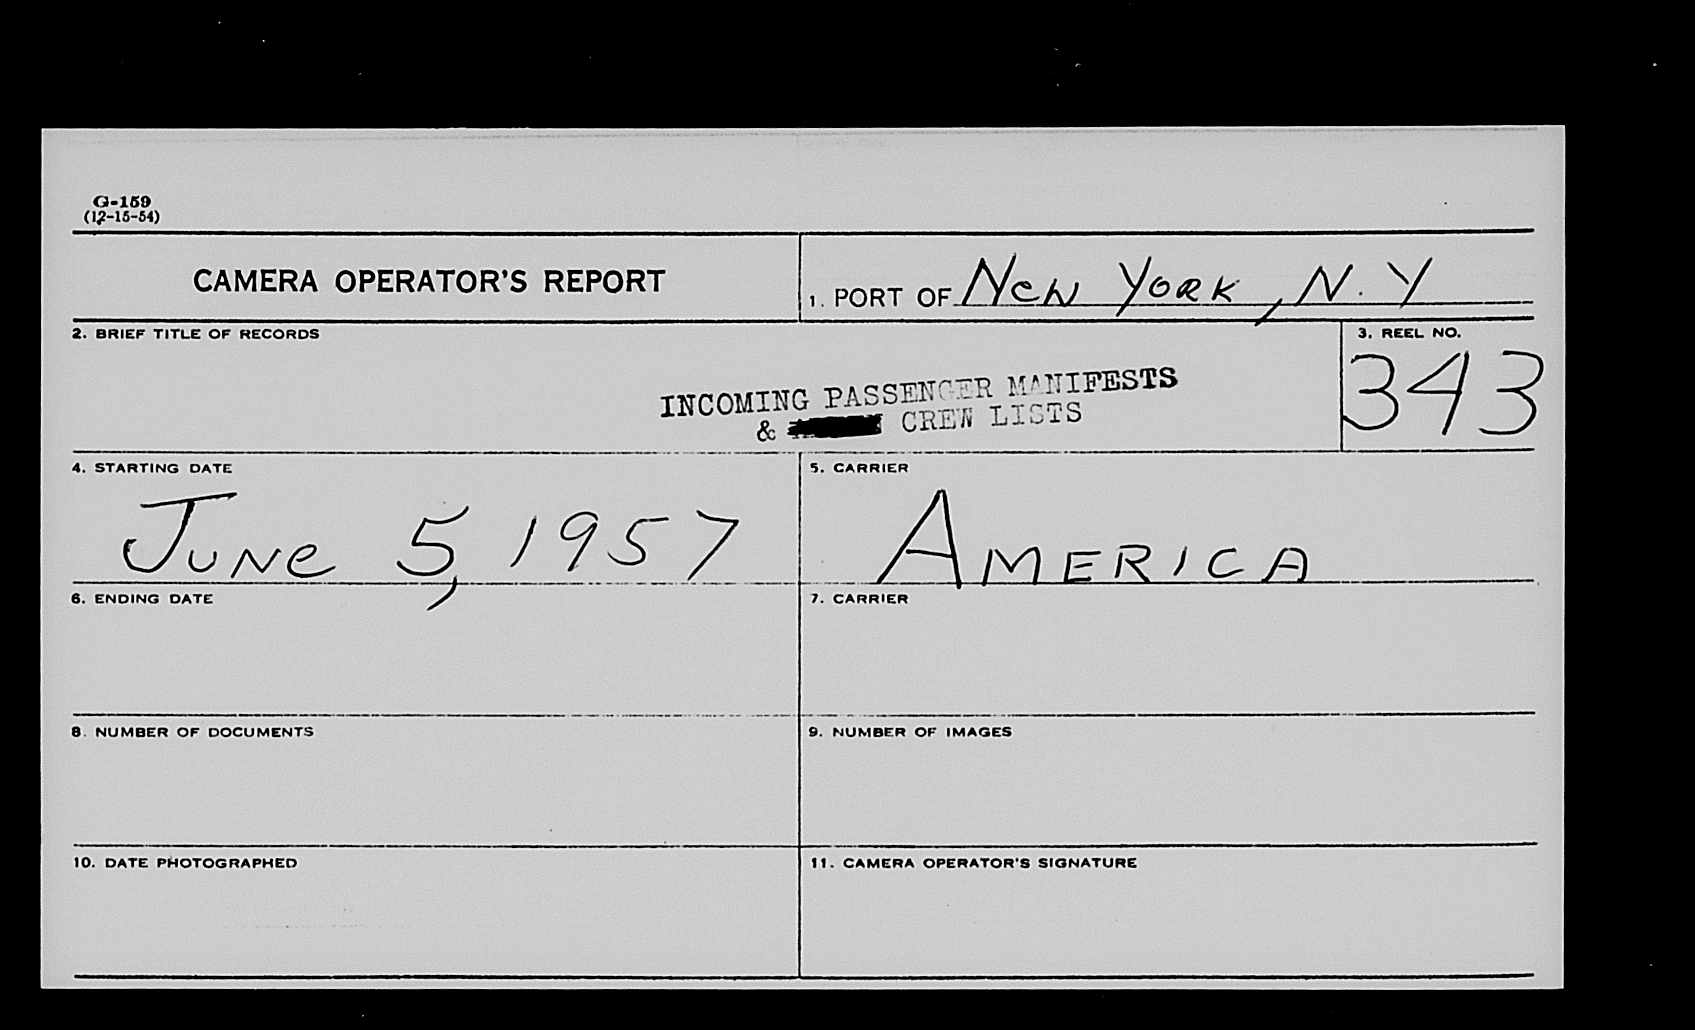 G-159
(12-15-54)
CAMERA OPERATOR'S REPORT
1. PORT OF New York, N.Y
2. BRIEF TITLE OF RECORDS
3. REEL NO.
343
INCOMING PASSENGER MANIFESTS
& CREW LISTS
4. STARTING DATE
June 5, 1957
5. CARRIER
AMERICA
6. ENDING DATE
7. CARRIER
8. NUMBER OF DOCUMENTS
9. NUMBER OF IMAGES
10. DATE PHOTOGRAPHED
11. CAMERA OPERATOR'S SIGNATURE